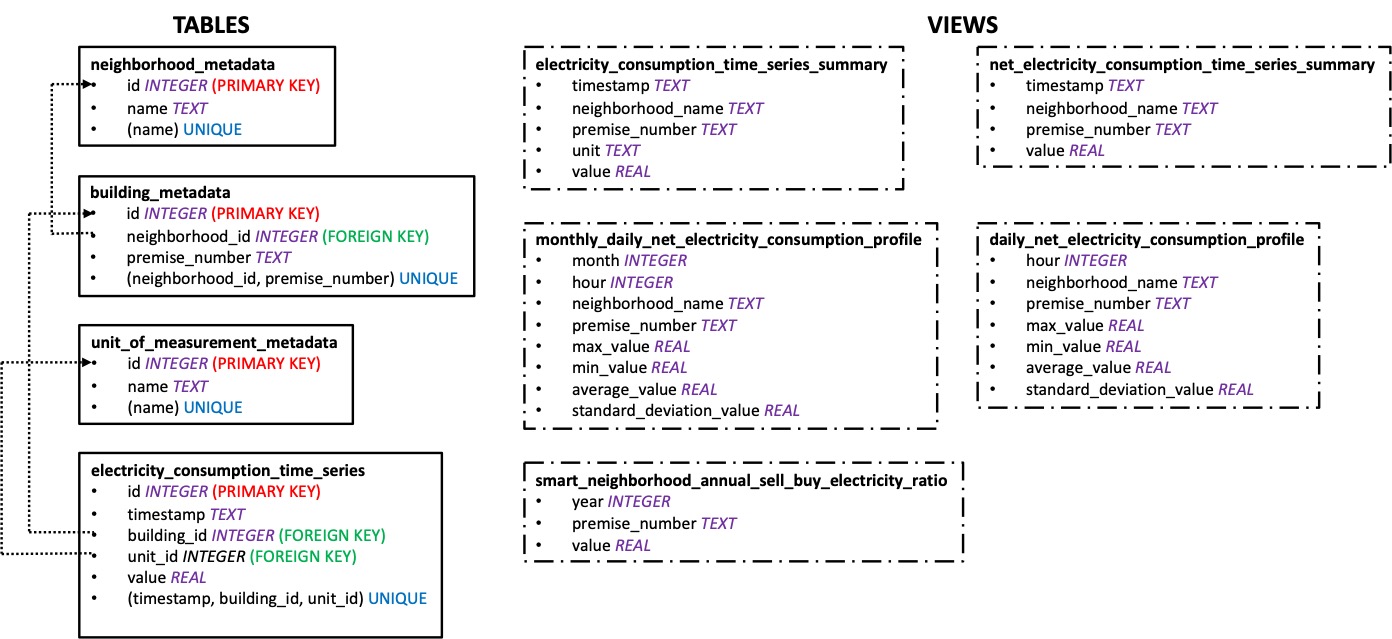 TABLES
neighborhood_metadata
• id INTEGER (PRIMARY KEY)
• name TEXT
• (name) UNIQUE
building_metadata
• id INTEGER (PRIMARY KEY)
• neighborhood_id INTEGER (FOREIGN KEY)
• premise_number TEXT
• (neighborhood_id, premise_number) UNIQUE
unit_of_measurement_metadata
• id INTEGER (PRIMARY KEY)
• name TEXT
• (name) UNIQUE
electricity_consumption_time_series
• id INTEGER (PRIMARY KEY)
• timestamp TEXT
• building_id INTEGER (FOREIGN KEY)
• unit_id INTEGER (FOREIGN KEY)
• value REAL
• (timestamp, building_id, unit_id) UNIQUE
VIEWS
electricity_consumption_time_series_summary
• timestamp TEXT
• neighborhood_name TEXT
• premise_number TEXT
• unit TEXT
• value REAL
net_electricity_consumption_time_series_summary
• timestamp TEXT
• neighborhood_name TEXT
• premise_number TEXT
• value REAL
monthly_daily_net_electricity_consumption_profile
• month INTEGER
• hour INTEGER
• neighborhood_name TEXT
• premise_number TEXT
• max_value REAL
• min_value REAL
• average_value REAL
• standard_deviation_value REAL
daily_net_electricity_consumption_profile
• hour INTEGER
• neighborhood_name TEXT
• premise_number TEXT
• max_value REAL
• min_value REAL
• average_value REAL
• standard_deviation_value REAL
smart_neighborhood_annual_sell_buy_electricity_ratio
• year INTEGER
• premise_number TEXT
• value REAL